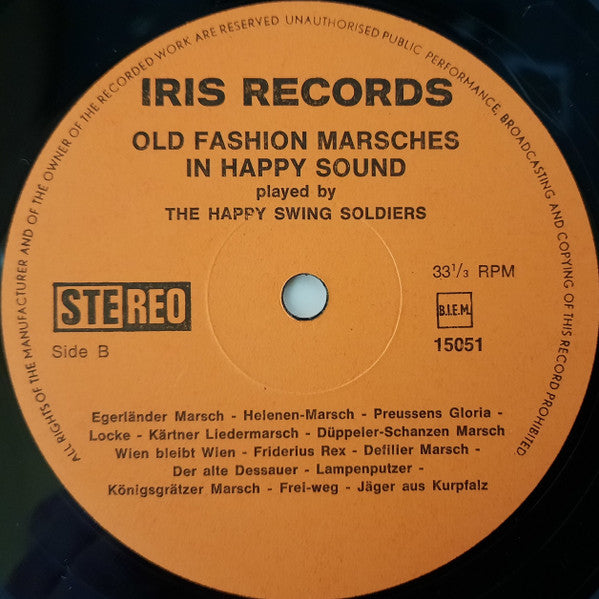 ALL RIGHTS OF THE MANUFACTURER AND OF THE OWNER OF THE RECORDED WORK ARE RESERVED UNAUTHORISED PUBLIC PERFORMANCE, BROADCASTING AND COPYING OF THIS RECORD PROHIBITED
IRIS RECORDS
OLD FASHION MARSCHES
IN HAPPY SOUND
played by
THE HAPPY SWING SOLDIERS
STEREO
33 1/3 RPM
B.I.E.M.
Side B
15051
Egerländer Marsch - Helenen-Marsch - Preussens Gloria -
Locke - Kärtner Liedermarsch - Düppeler-Schanzen Marsch
Wien bleibt Wien - Friderius Rex - Defilier Marsch -
Der alte Dessauer - Lampenputzer -
Königsgrätzer Marsch - Frei-weg - Jäger aus Kurpfalz